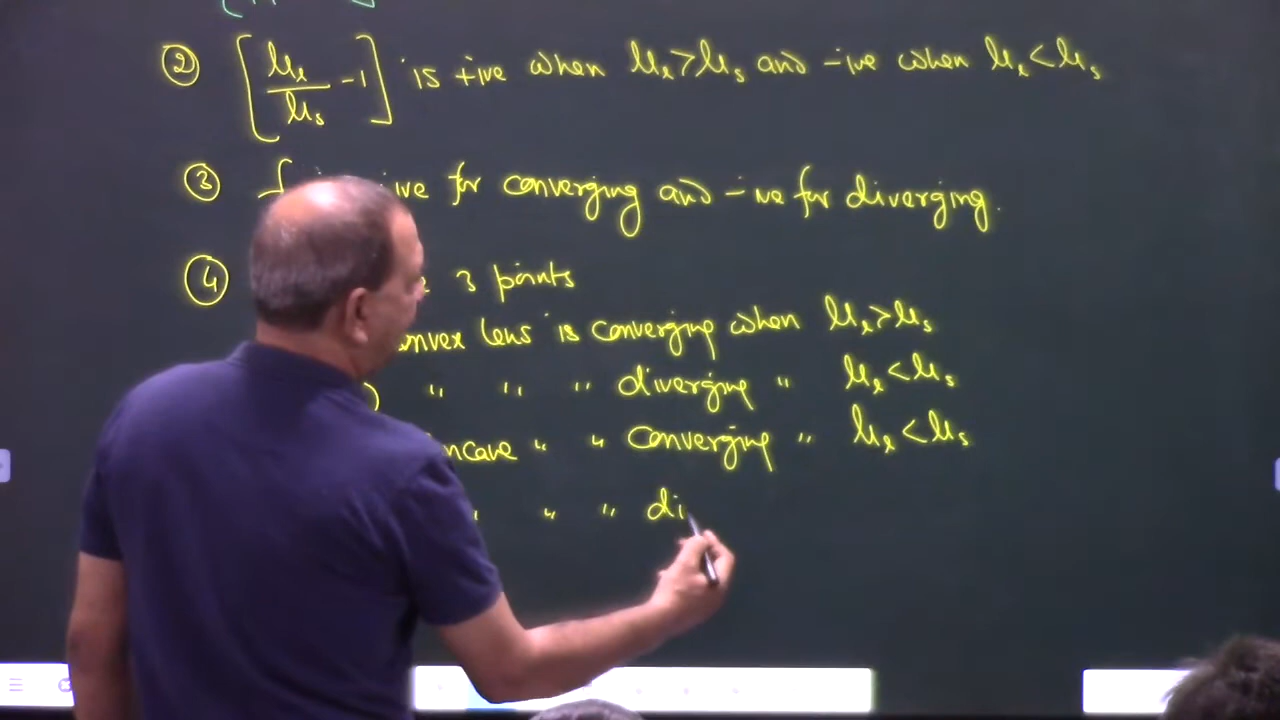 ② [μℓ/μs − 1] is +ive when μℓ > μs and -ive when μℓ < μs
③ f ive for converging and -ive for diverging.
④ 3 points
onvex lens is converging when μℓ > μs
) " " " diverging " μℓ < μs
ncave " " converging " μℓ < μs
" " " di